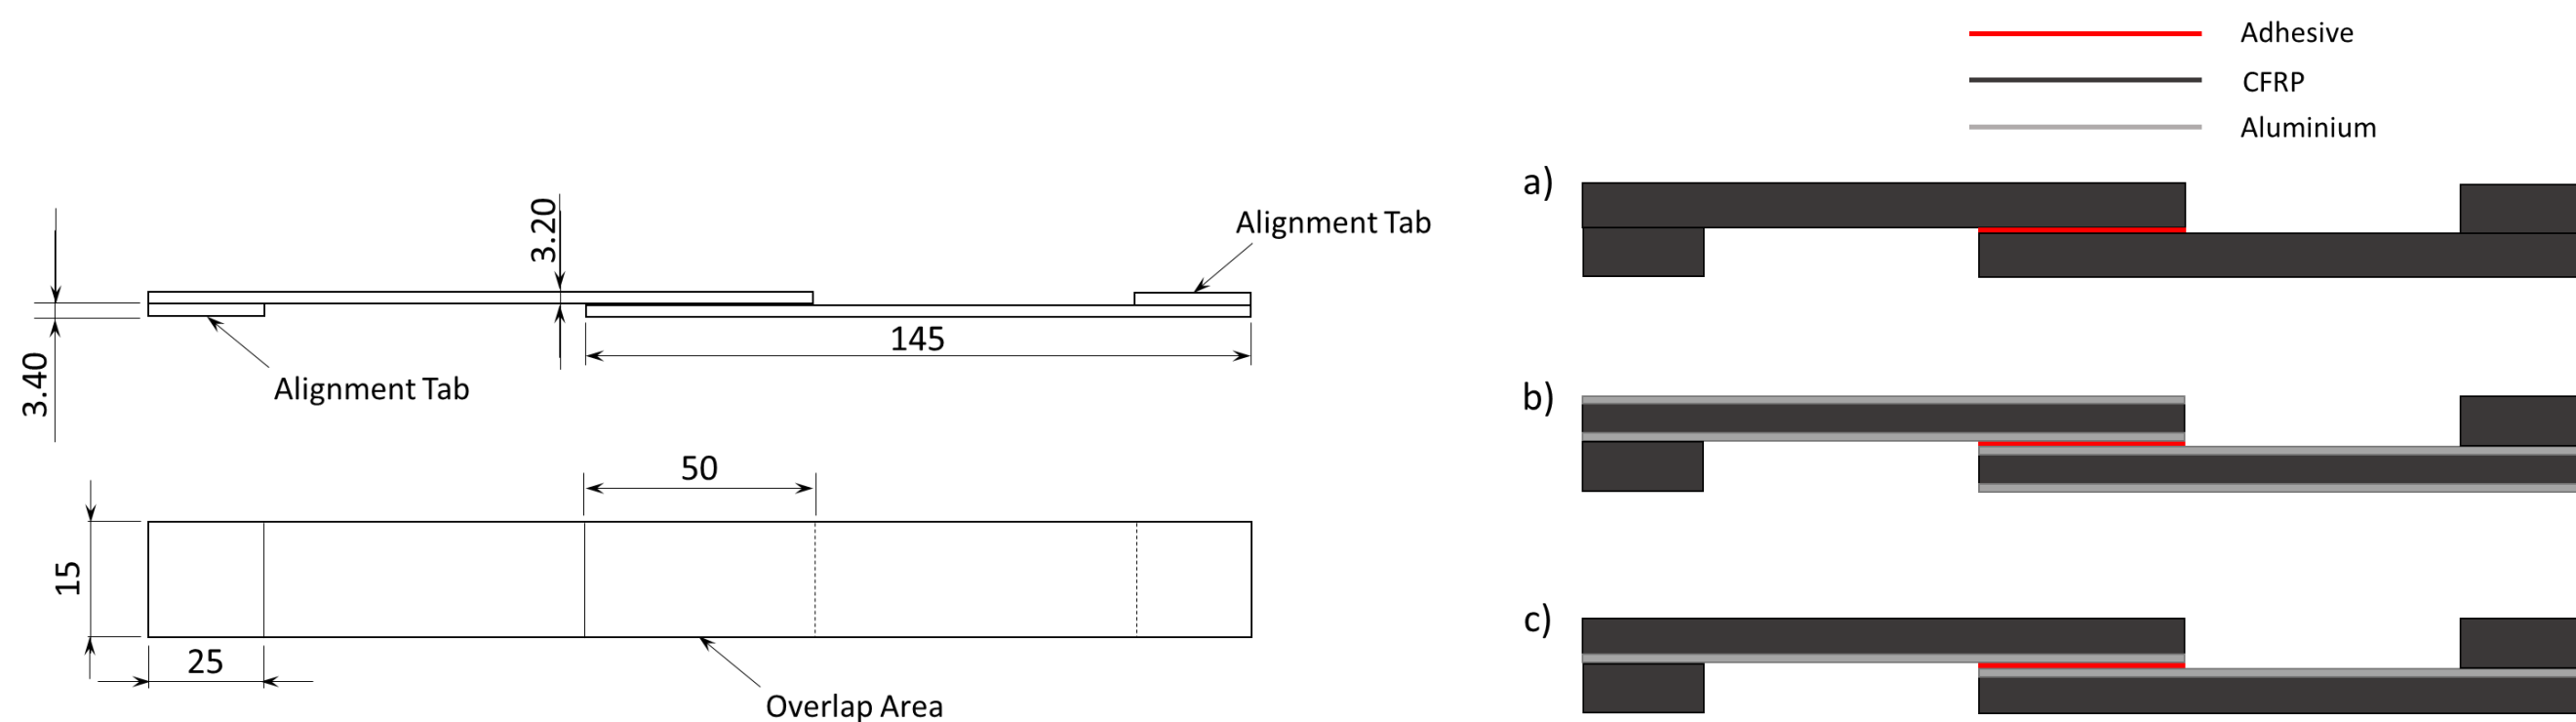 3.20
Alignment Tab
145
3.40
Alignment Tab
50
15
25
Overlap Area
Adhesive
CFRP
Aluminium
a)
b)
c)